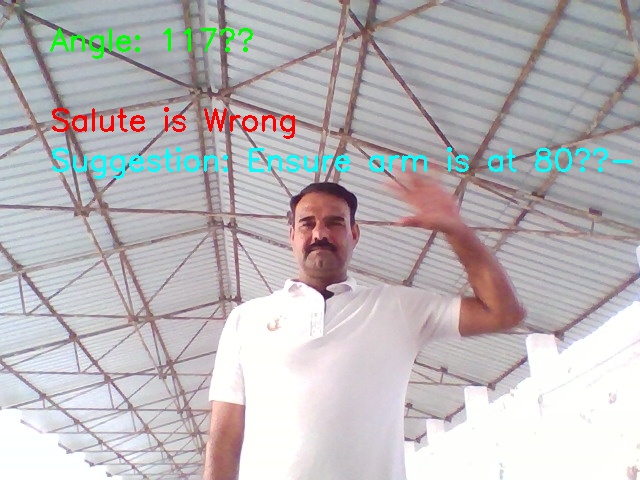 Angle: 117??
Salute is Wrong
Suggestion: Ensure arm is at 80??-